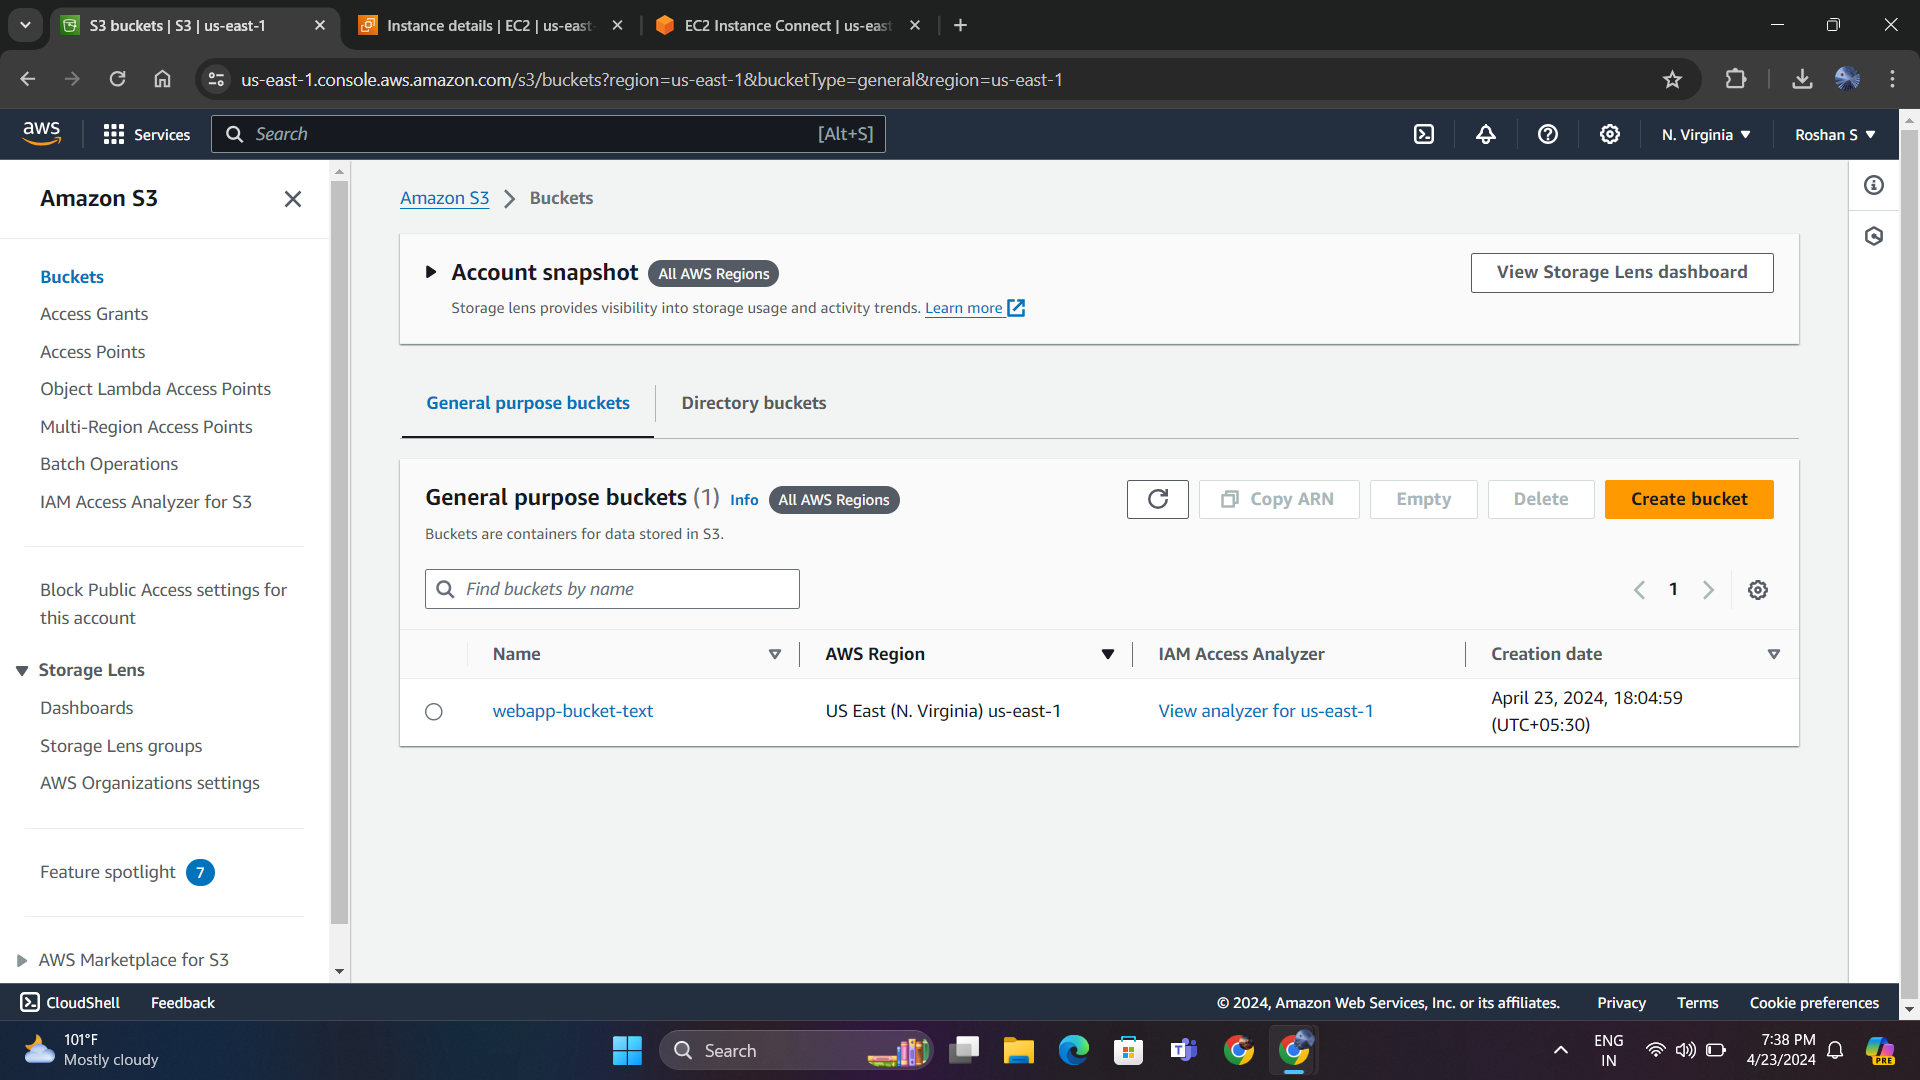 S3 buckets | S3 | us-east-1
Instance details | EC2 | us-east-
EC2 Instance Connect | us-east
us-east-1.console.aws.amazon.com/s3/buckets?region=us-east-1&bucketType=general&region=us-east-1
aws
Services
Search
[Alt+S]
N. Virginia
Roshan S
Amazon S3
Buckets
Access Grants
Access Points
Object Lambda Access Points
Multi-Region Access Points
Batch Operations
IAM Access Analyzer for S3
Block Public Access settings for
this account
Storage Lens
Dashboards
Storage Lens groups
AWS Organizations settings
Feature spotlight 7
AWS Marketplace for S3
Amazon S3 > Buckets
Account snapshot All AWS Regions
Storage lens provides visibility into storage usage and activity trends. Learn more
View Storage Lens dashboard
General purpose buckets
Directory buckets
General purpose buckets (1) Info All AWS Regions
Copy ARN
Empty
Delete
Create bucket
Buckets are containers for data stored in S3.
Find buckets by name
1
Name
AWS Region
IAM Access Analyzer
Creation date
webapp-bucket-text
US East (N. Virginia) us-east-1
View analyzer for us-east-1
April 23, 2024, 18:04:59
(UTC+05:30)
CloudShell
Feedback
© 2024, Amazon Web Services, Inc. or its affiliates.
Privacy
Terms
Cookie preferences
101°F
Mostly cloudy
Search
ENG
IN
7:38 PM
4/23/2024
PRE